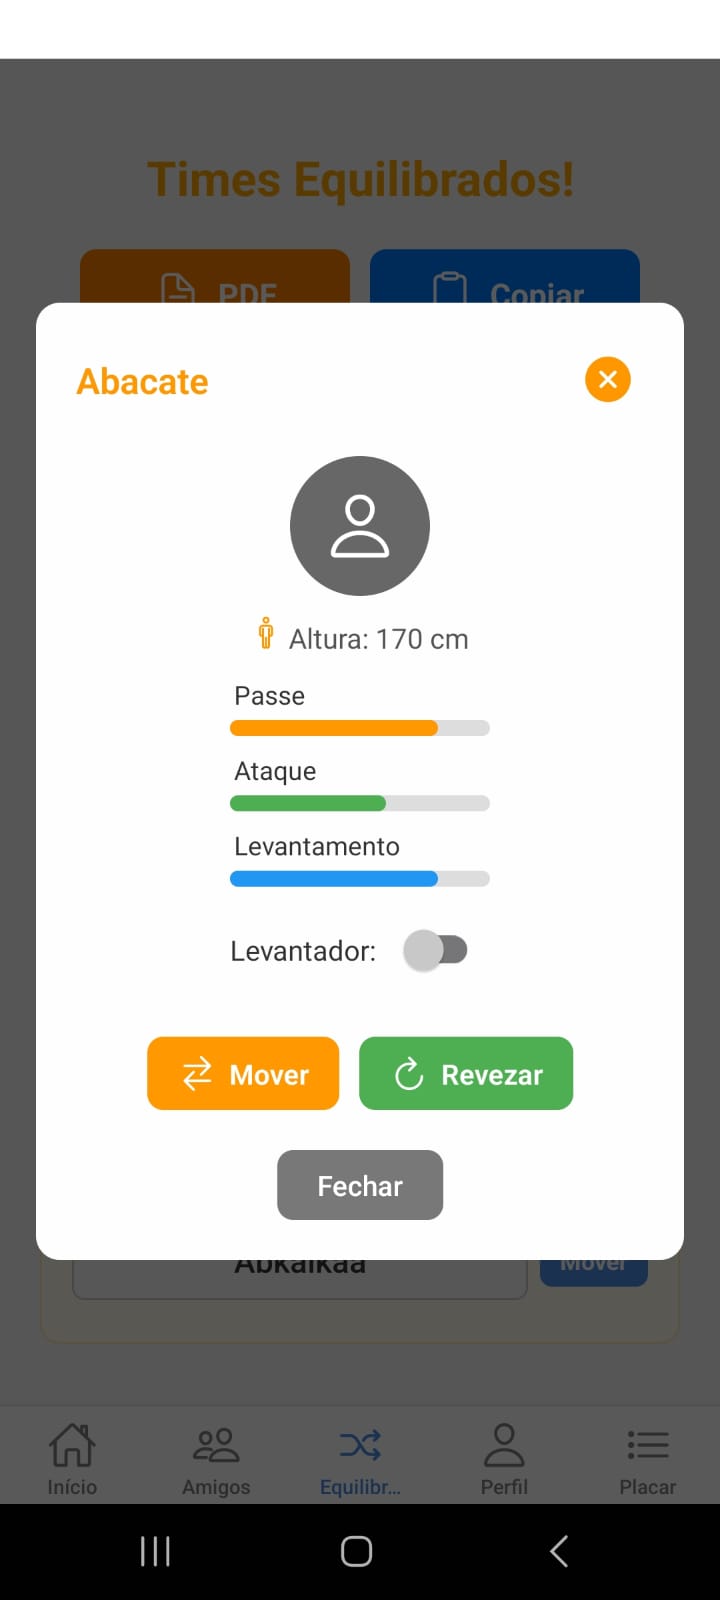 Times Equilibrados!
PDF
Copiar
Abacate
Altura: 170 cm
Passe
Ataque
Levantamento
Levantador:
Mover
Revezar
Fechar
Abkalkaa
Mover
Início
Amigos
Equilibr...
Perfil
Placar